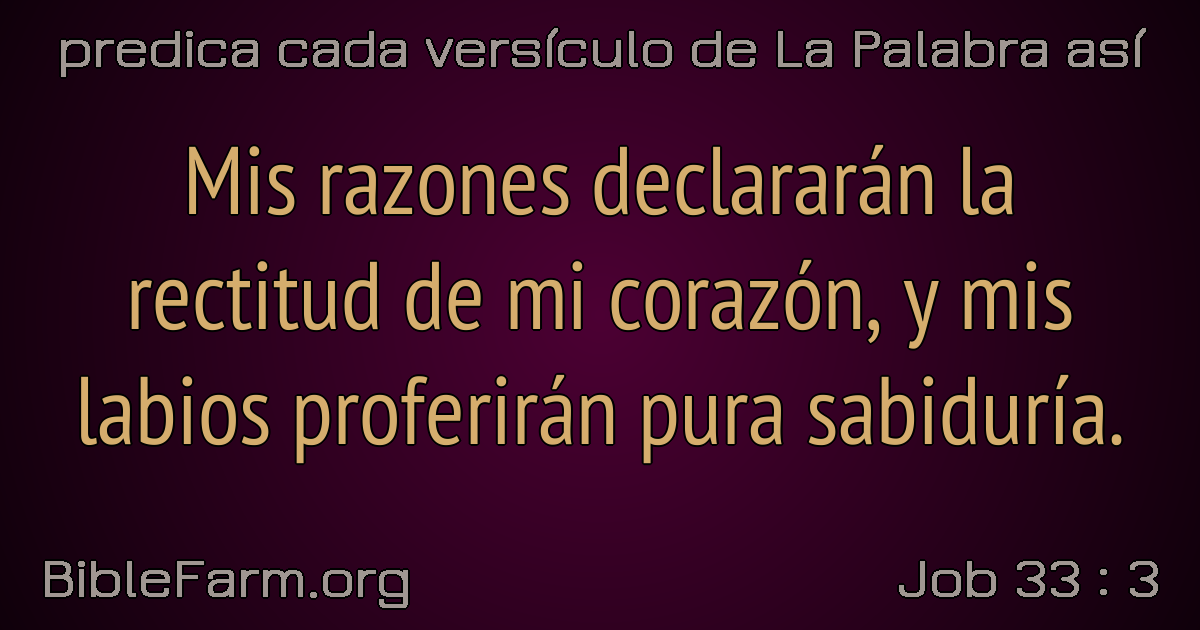 predica cada versículo de La Palabra así
Mis razones declararán la
rectitud de mi corazón, y mis
labios proferirán pura sabiduría.
BibleFarm.org
Job 33 : 3